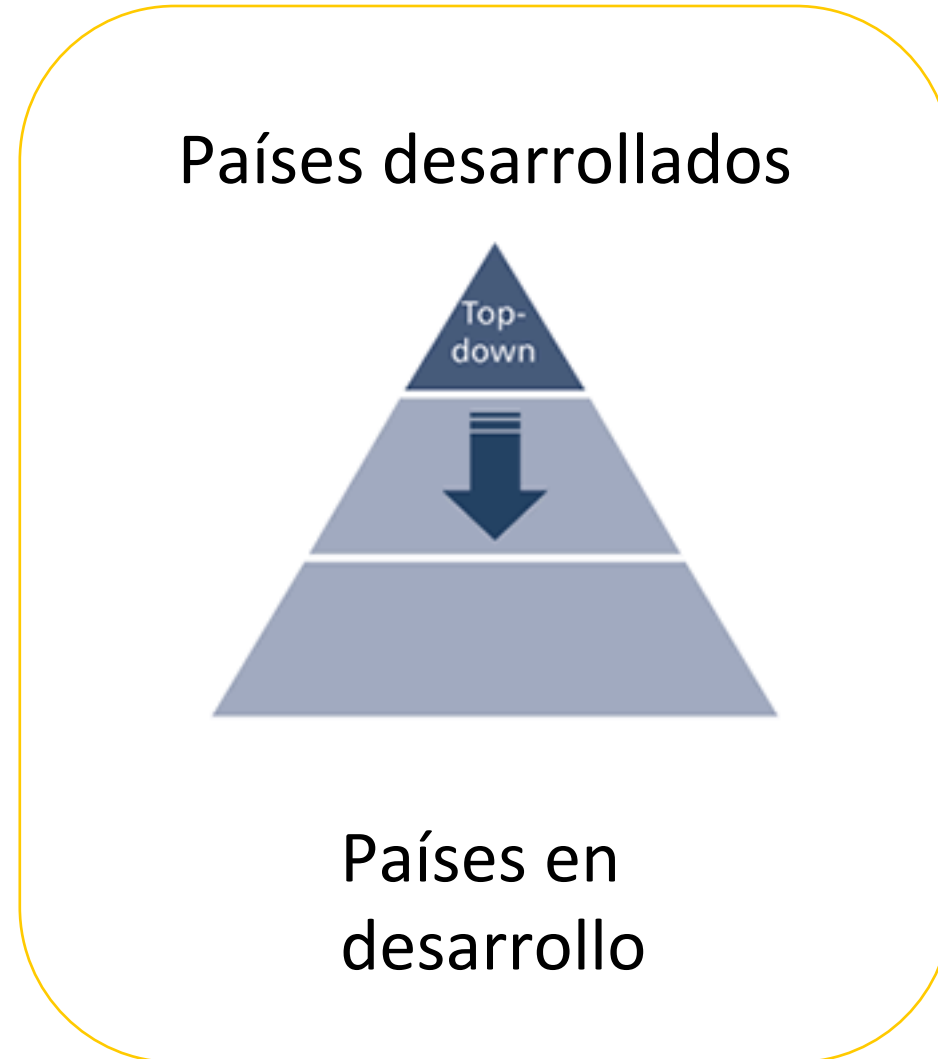 Países desarrollados
Top-
down
Países en
desarrollo